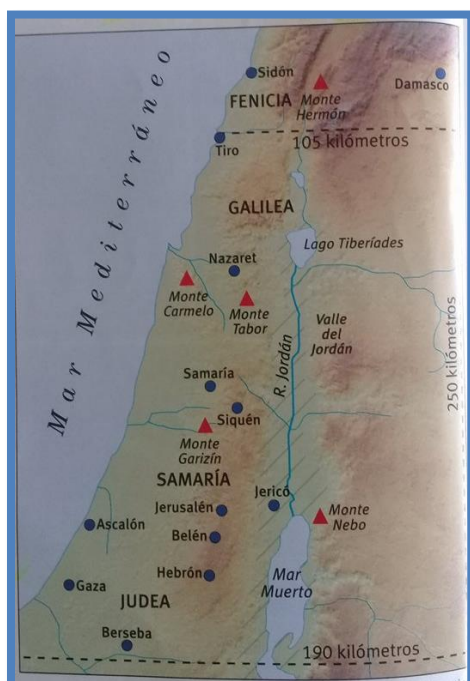 Mar Mediterráneo
Sidón
FENICIA
Monte
Hermón
Damasco
Tiro
105 kilómetros
GALILEA
Lago Tiberíades
Nazaret
Monte
Carmelo
Monte
Tabor
Valle
del
Jordán
R. Jordán
250 kilómetros
Samaría
Siquén
Monte
Garizín
SAMARÍA
Jerusalén
Jericó
Monte
Nebo
Ascalón
Belén
Hebrón
Mar
Muerto
Gaza
JUDEA
Berseba
190 kilómetros